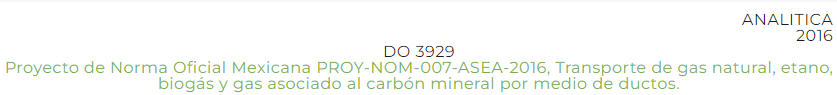 ANALITICA
2016
DO 3929
Proyecto de Norma Oficial Mexicana PROY-NOM-007-ASEA-2016, Transporte de gas natural, etano,
biogás y gas asociado al carbón mineral por medio de ductos.